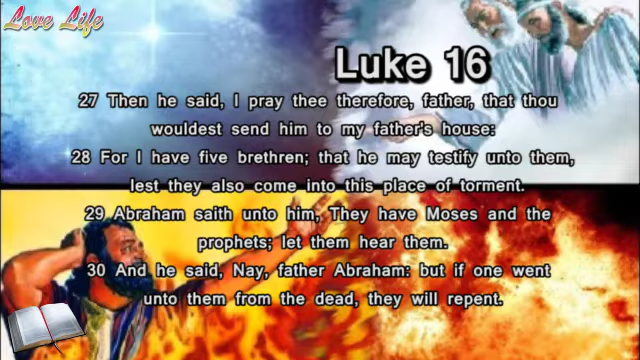 Love Life
Luke 16
27 Then he said, I pray thee therefore, father, that thou
wouldest send him to my father's house:
28 For I have five brethren; that he may testify unto them,
lest they also come into this place of torment.
29 Abraham saith unto him, They have Moses and the
prophets; let them hear them.
30 And he said, Nay, father Abraham: but if one went
unto them from the dead, they will repent.